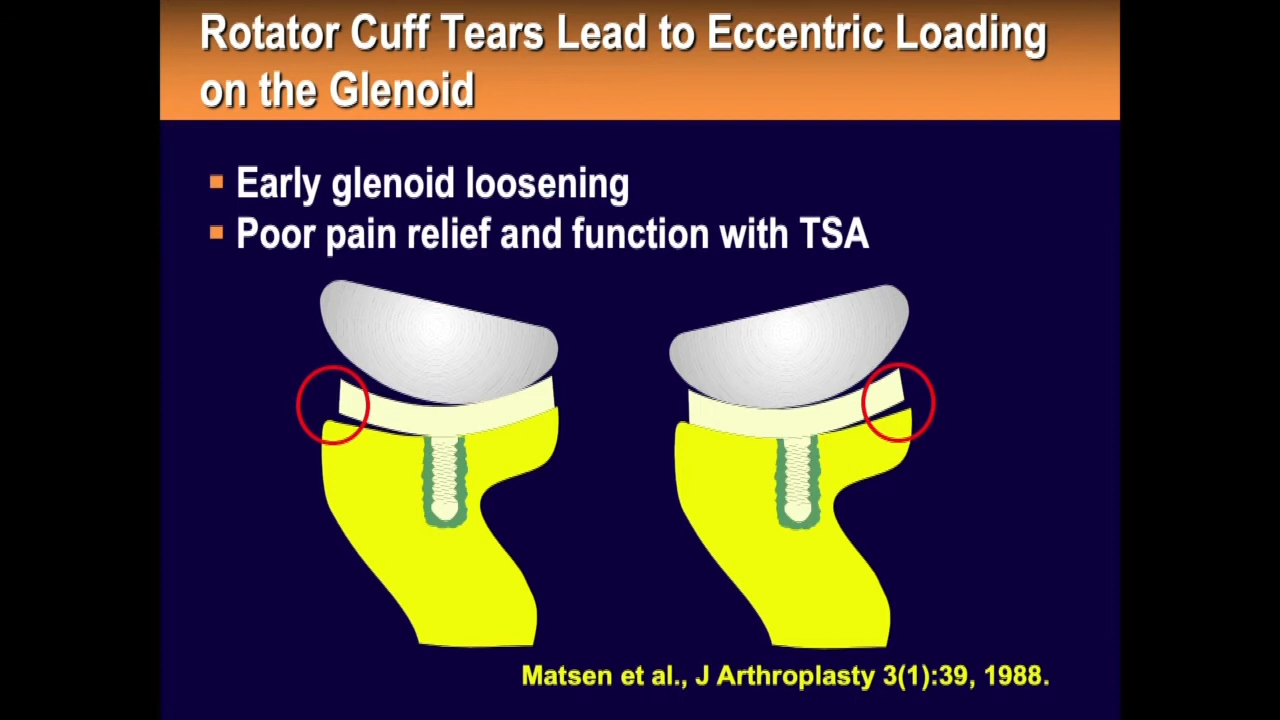 Rotator Cuff Tears Lead to Eccentric Loading
on the Glenoid
Early glenoid loosening
Poor pain relief and function with TSA
Matsen et al., J Arthroplasty 3(1):39, 1988.